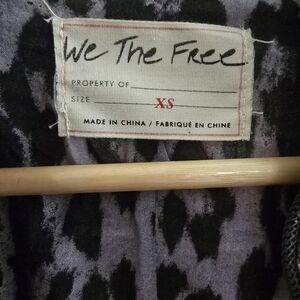 We The Free
PROPERTY OF
SIZE XS
MADE IN CHINA / FABRIQUÉ EN CHINE